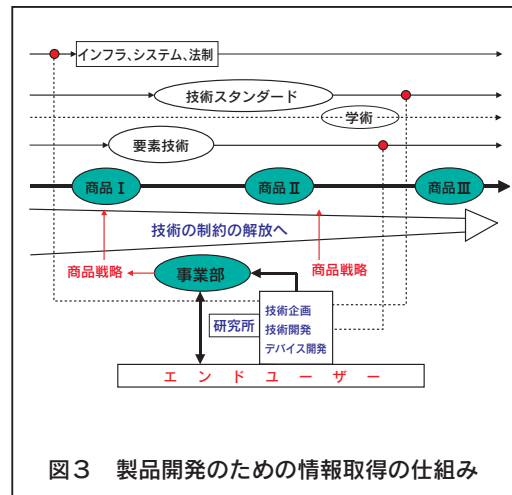 インフラ、システム、法制
技術スタンダード
学術
要素技術
商品Ⅰ
商品Ⅱ
商品Ⅲ
技術の制約の解放へ
商品戦略
事業部
商品戦略
研究所
技術企画
技術開発
デバイス開発
エンドユーザー
図3 製品開発のための情報取得の仕組み